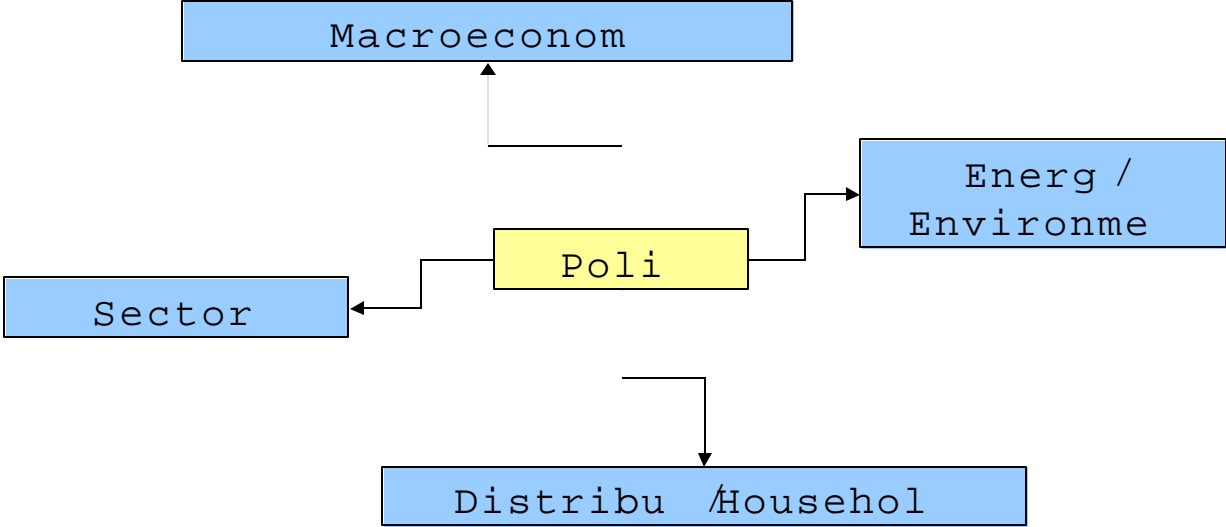 Macroeconom
Energ /
Environme
Poli
Sector
Distribu /Househol